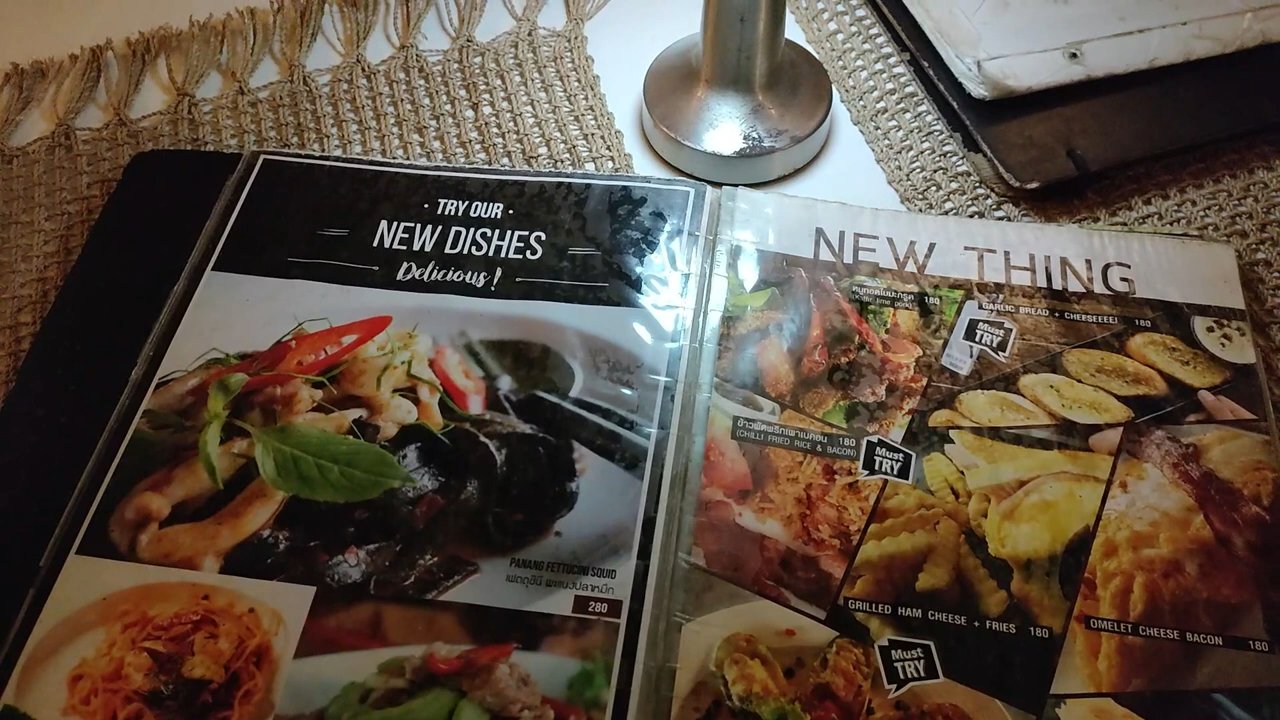 · TRY OUR ·
NEW DISHES
Delicious!
PANANG FETTUCINI SQUID
เฟตตูชินี พะแนงปลาหมึก
280
NEW THING
หมูทอดใบมะกรูด 180
(Kaffir lime pork)
GARLIC BREAD + CHEESEEEE! 180
Must
TRY
ข้าวผัดพริกเผาเบคอน 180
(CHILLI FRIED RICE & BACON)
Must
TRY
GRILLED HAM CHEESE + FRIES 180
OMELET CHEESE BACON 180
Must
TRY